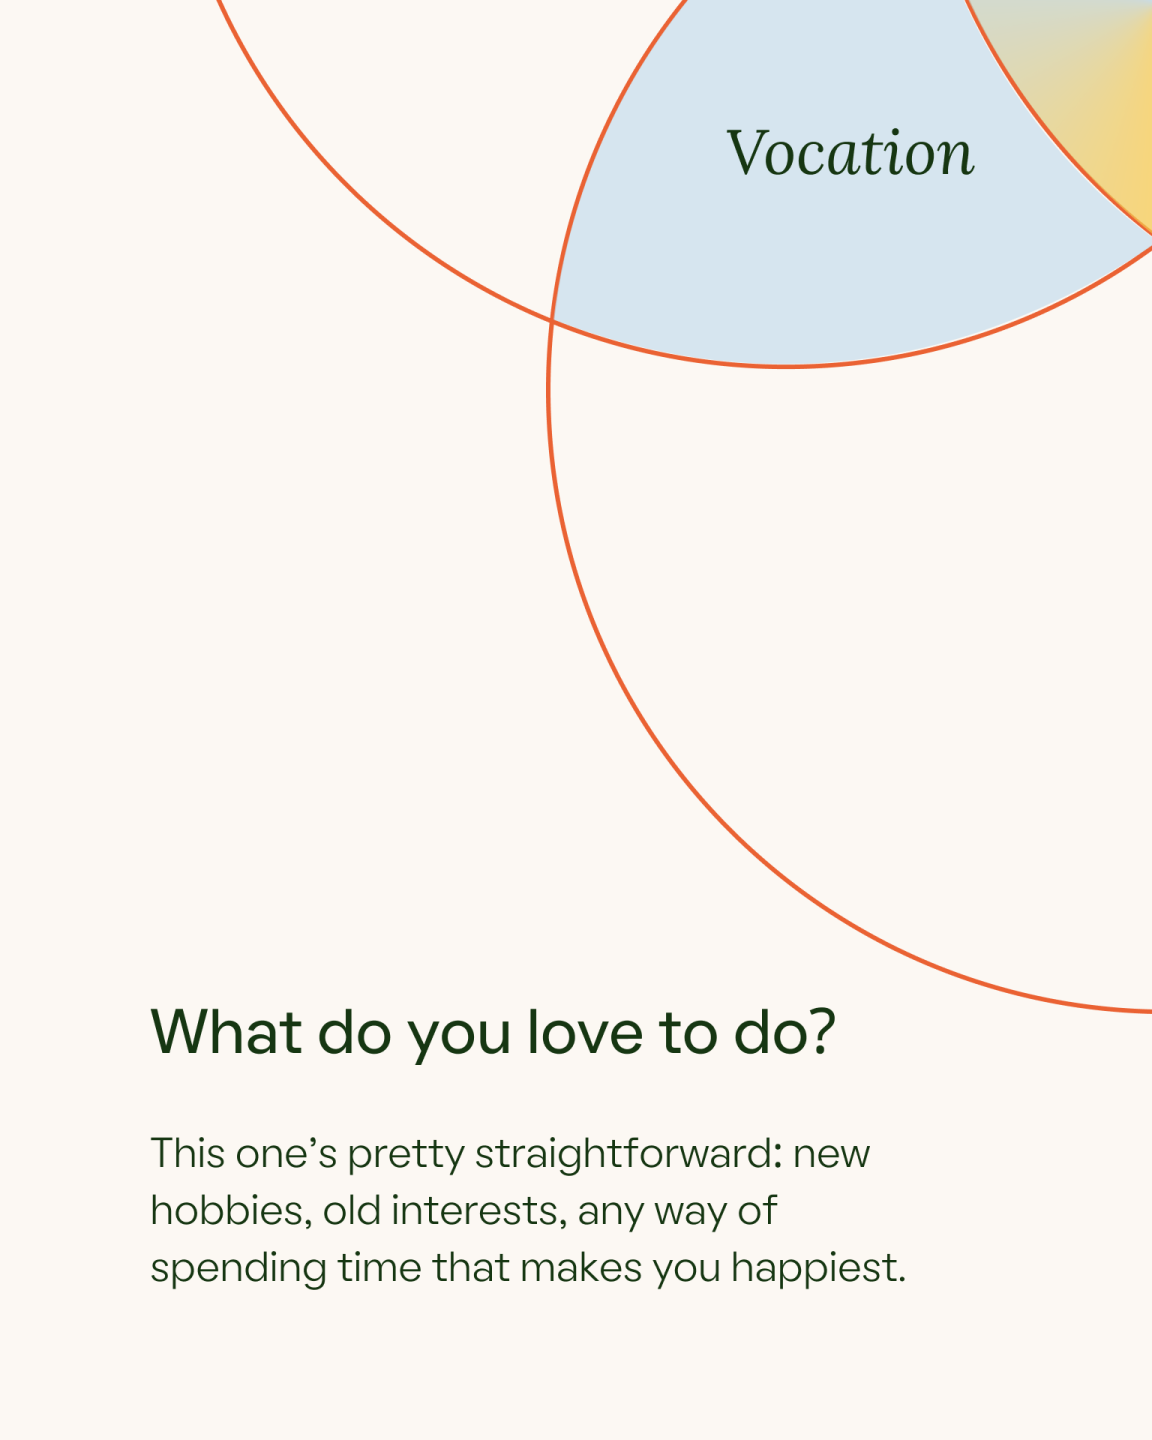 Vocation
What do you love to do?
This one’s pretty straightforward: new
hobbies, old interests, any way of
spending time that makes you happiest.